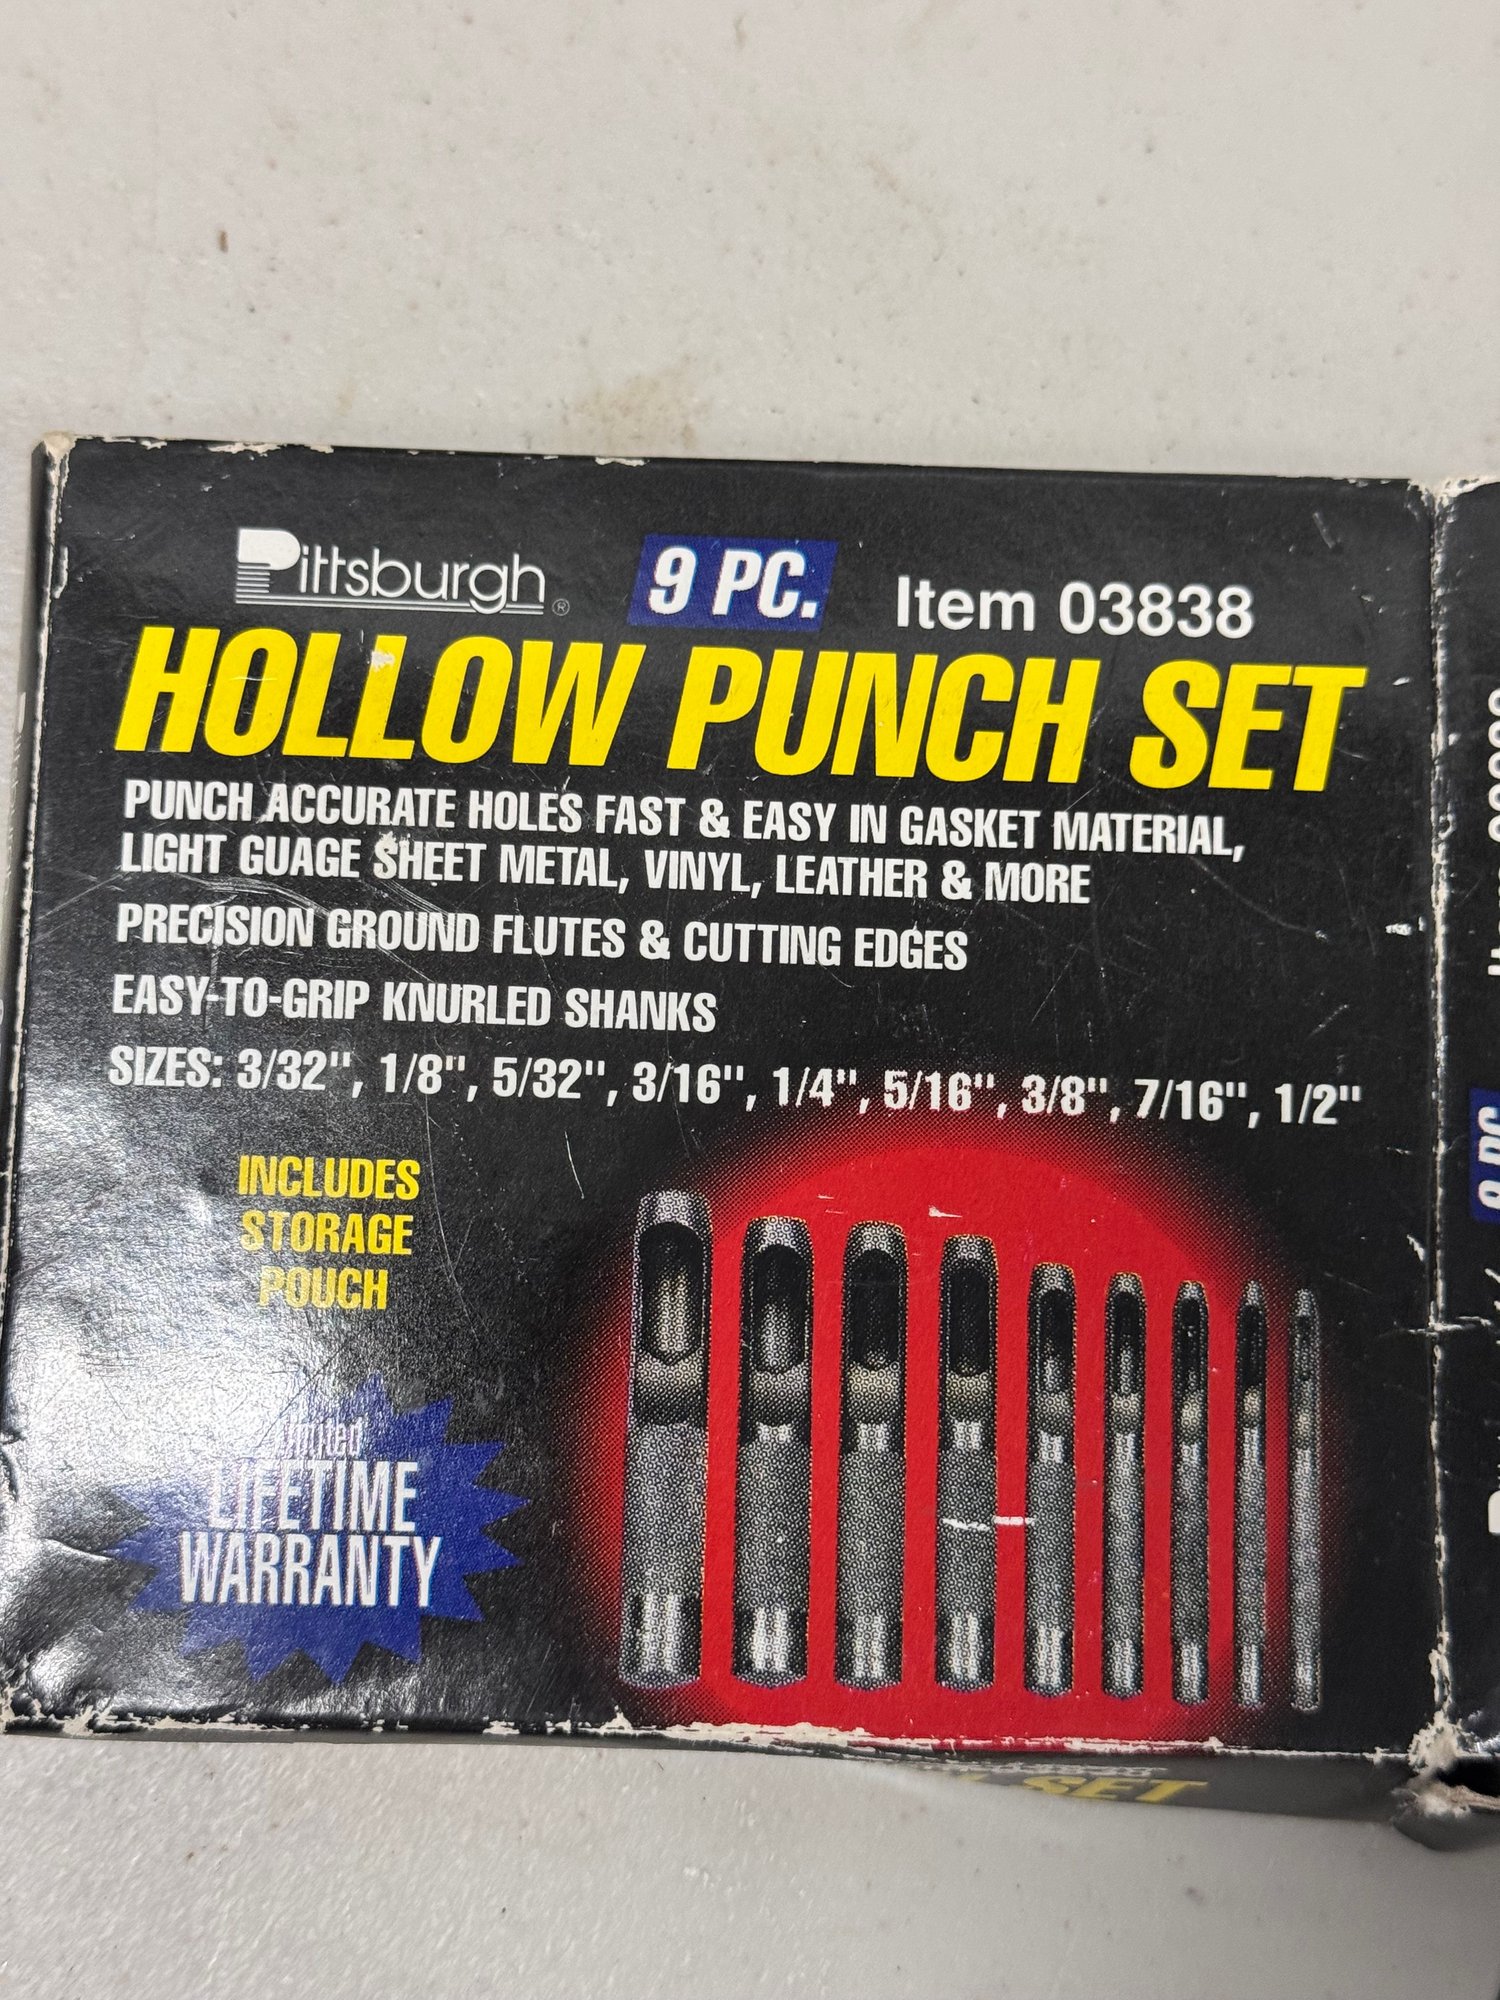 Pittsburgh®
9 PC.
Item 03838
HOLLOW PUNCH SET
PUNCH ACCURATE HOLES FAST & EASY IN GASKET MATERIAL,
LIGHT GUAGE SHEET METAL, VINYL, LEATHER & MORE
PRECISION GROUND FLUTES & CUTTING EDGES
EASY-TO-GRIP KNURLED SHANKS
SIZES: 3/32", 1/8", 5/32", 3/16", 1/4", 5/16", 3/8", 7/16", 1/2"
INCLUDES
STORAGE
POUCH
Limited
LIFETIME
WARRANTY
SET
9 PC.